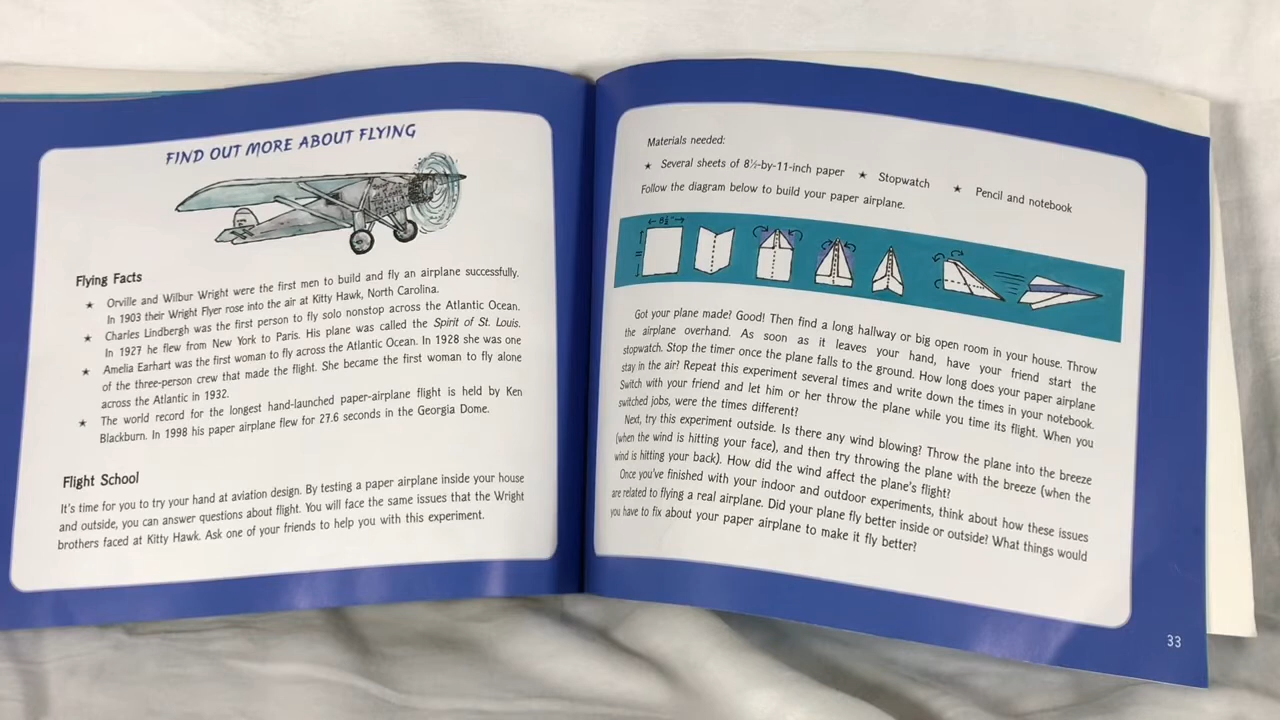 FIND OUT MORE ABOUT FLYING
Flying Facts
★ Orville and Wilbur Wright were the first men to build and fly an airplane successfully.
In 1903 their Wright Flyer rose into the air at Kitty Hawk, North Carolina.
★ Charles Lindbergh was the first person to fly solo nonstop across the Atlantic Ocean.
In 1927 he flew from New York to Paris. His plane was called the Spirit of St. Louis.
★ Amelia Earhart was the first woman to fly across the Atlantic Ocean. In 1928 she was one
of the three-person crew that made the flight. She became the first woman to fly alone
across the Atlantic in 1932.
★ The world record for the longest hand-launched paper-airplane flight is held by Ken
Blackburn. In 1998 his paper airplane flew for 27.6 seconds in the Georgia Dome.
Flight School
It's time for you to try your hand at aviation design. By testing a paper airplane inside your house
and outside, you can answer questions about flight. You will face the same issues that the Wright
brothers faced at Kitty Hawk. Ask one of your friends to help you with this experiment.
Materials needed:
★ Several sheets of 8½-by-11-inch paper ★ Stopwatch ★ Pencil and notebook
Follow the diagram below to build your paper airplane.
8½"
Got your plane made? Good! Then find a long hallway or big open room in your house. Throw
the airplane overhand. As soon as it leaves your hand, have your friend start the
stopwatch. Stop the timer once the plane falls to the ground. How long does your paper airplane
stay in the air? Repeat this experiment several times and write down the times in your notebook.
Switch with your friend and let him or her throw the plane while you time its flight. When you
switched jobs, were the times different?
Next, try this experiment outside. Is there any wind blowing? Throw the plane into the breeze
(when the wind is hitting your face), and then try throwing the plane with the breeze (when the
wind is hitting your back). How did the wind affect the plane's flight?
Once you've finished with your indoor and outdoor experiments, think about how these issues
are related to flying a real airplane. Did your plane fly better inside or outside? What things would
you have to fix about your paper airplane to make it fly better?
33